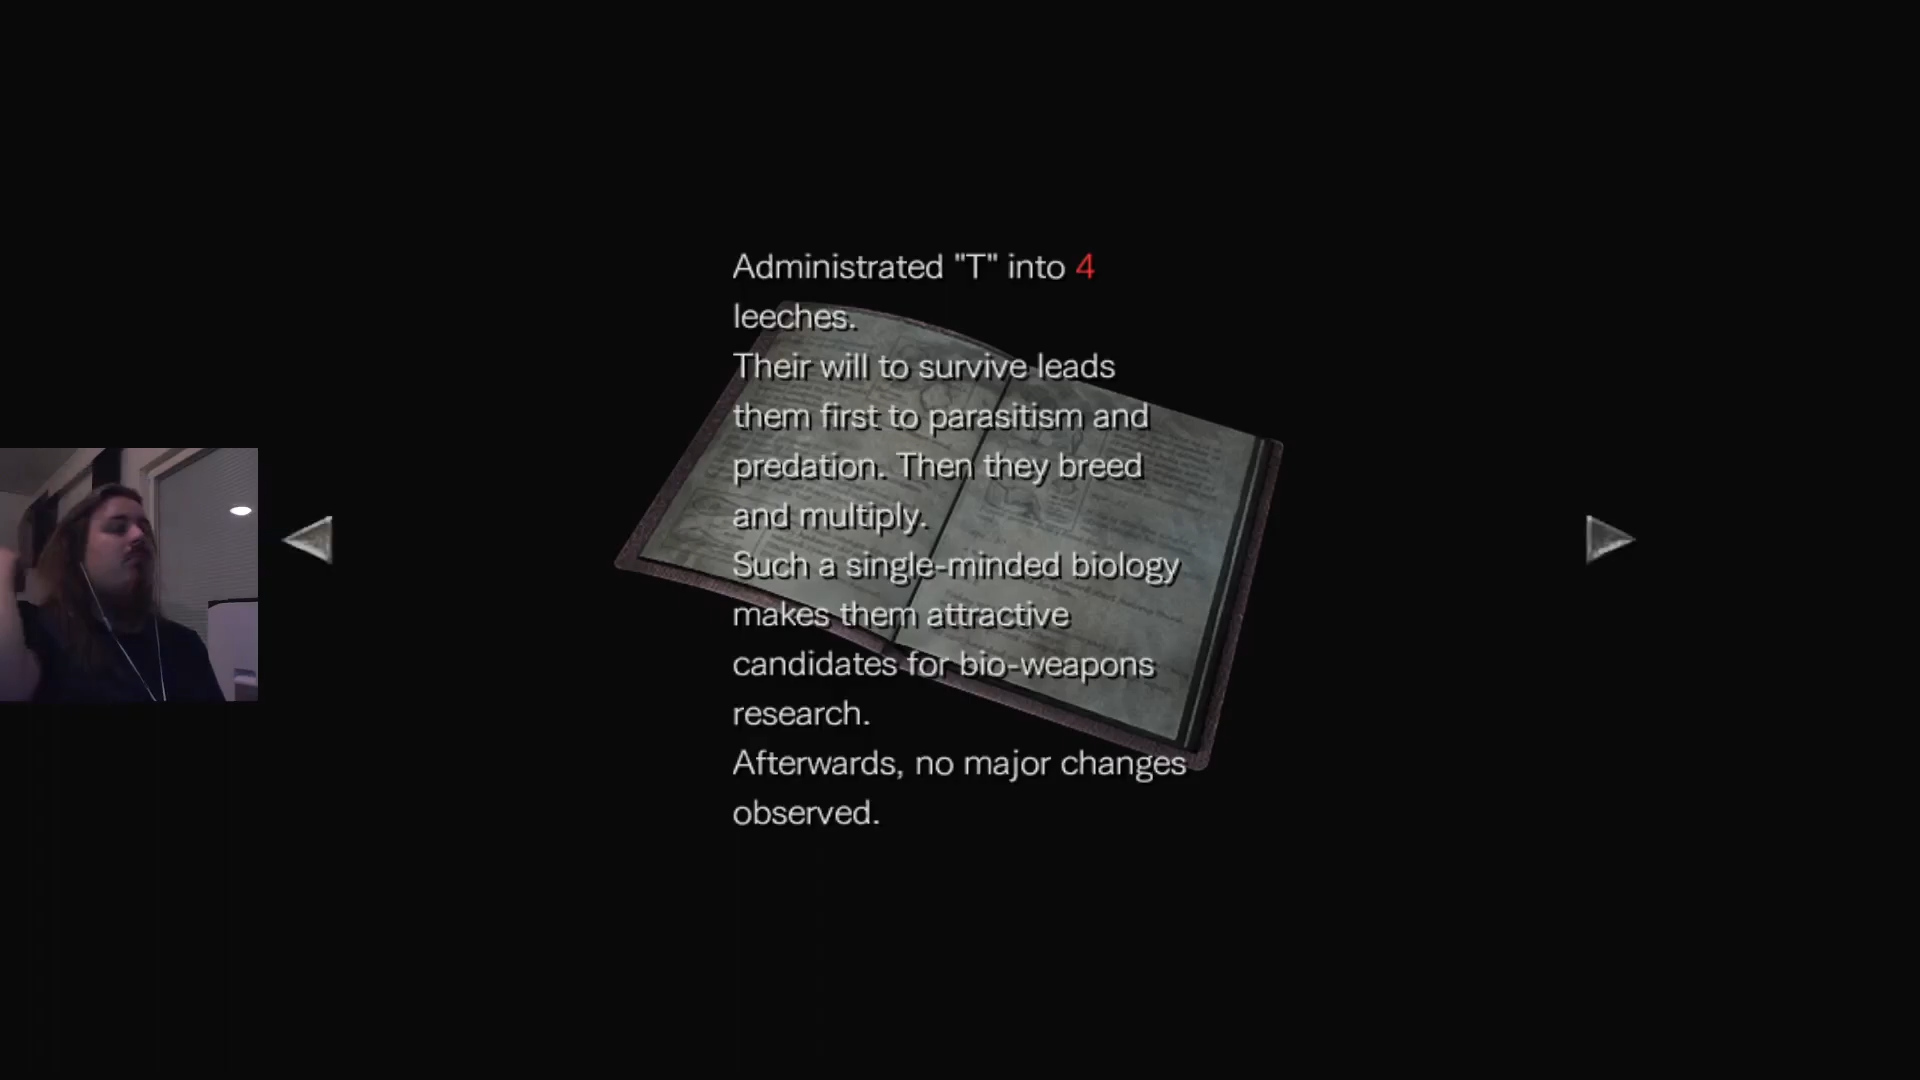 Administrated "T" into 4
leeches.
Their will to survive leads
them first to parasitism and
predation. Then they breed
and multiply.
Such a single-minded biology
makes them attractive
candidates for bio-weapons
research.
Afterwards, no major changes
observed.